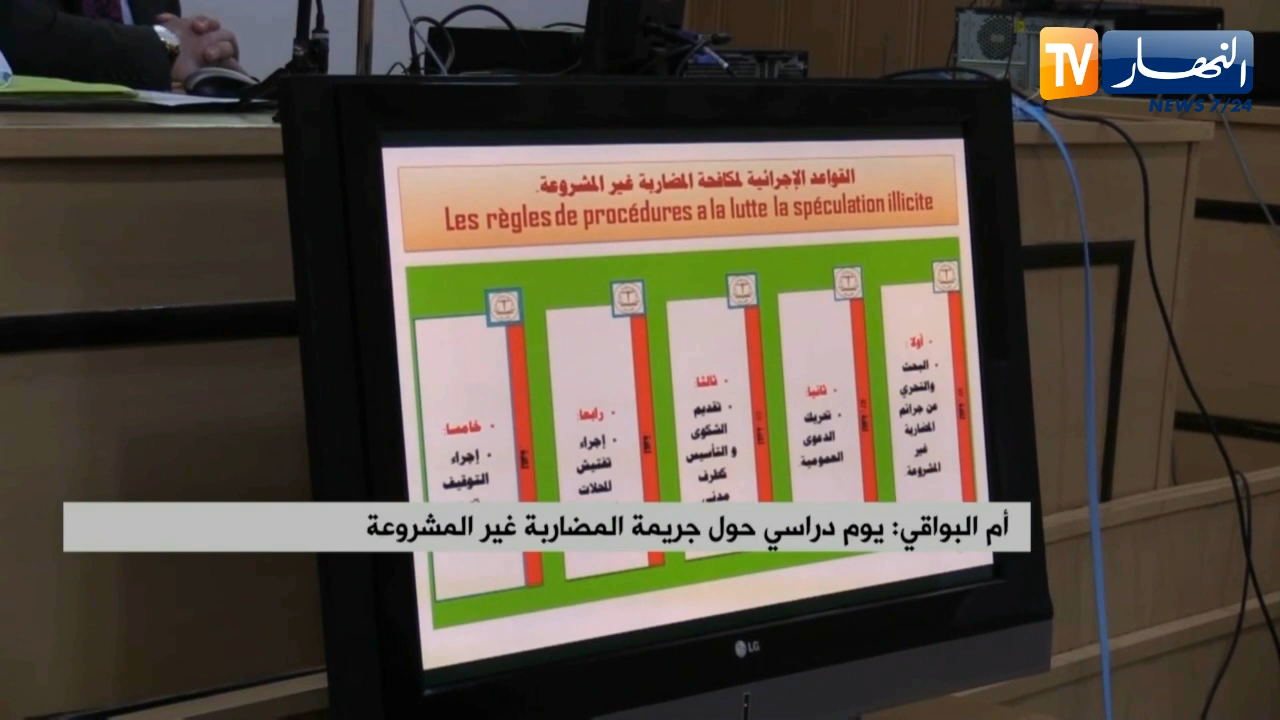 النهار TV
NEWS 7/24
القواعد الإجرائية لمكافحة المضاربة غير المشروعة.
Les règles de procédures a la lutte la spéculation illicite
• أولا :
• البحث
والتحري
عن جرائم
المضاربة
غير
المشروعة
• ثانيا:
• تحريك
الدعوى
العمومية
• ثالثا:
• تقديم
الشكوى
و التأسيس
كطرف
مدني
• رابعا:
• إجراء
تفتيش
المحلات
• خامسا:
• إجراء
التوقيف
أم البواقي: يوم دراسي حول جريمة المضاربة غير المشروعة
LG